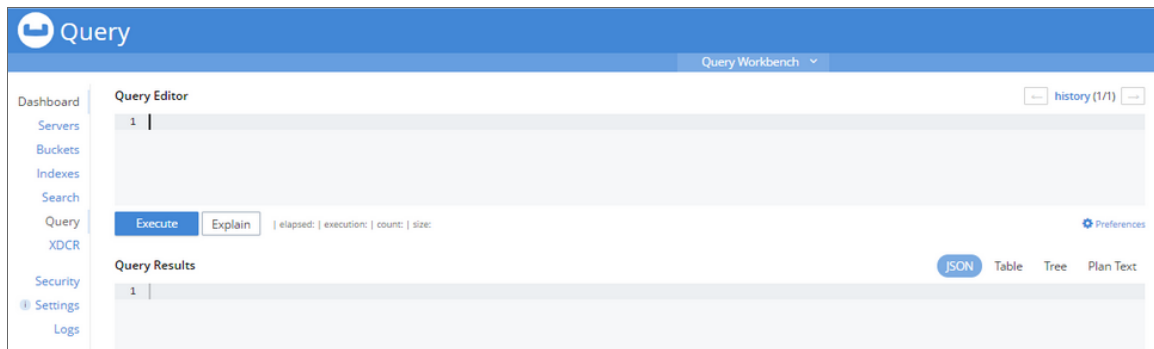 Query
Query Workbench
Dashboard
Servers
Buckets
Indexes
Search
Query
XDCR
Security
Settings
Logs
Query Editor
history (1/1)
1
Execute Explain | elapsed: | execution: | count: | size: Preferences
Query Results JSON Table Tree Plan Text
1